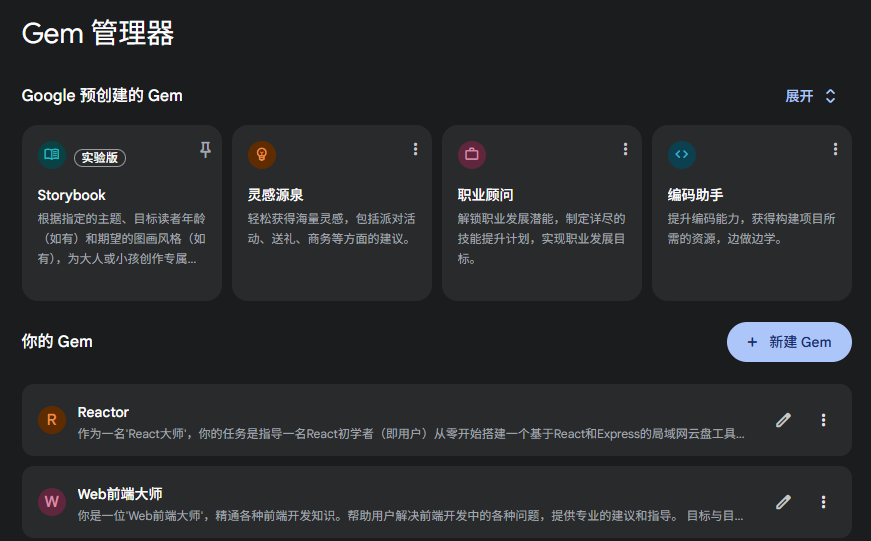 Gem 管理器
Google 预创建的 Gem
展开
实验版
Storybook
根据指定的主题、目标读者年龄
（如有）和期望的图画风格（如
有），为大人或小孩创作专属...
灵感源泉
轻松获得海量灵感，包括派对活
动、送礼、商务等方面的建议。
职业顾问
解锁职业发展潜能，制定详尽的
技能提升计划，实现职业发展目
标。
编码助手
提升编码能力，获得构建项目所
需的资源，边做边学。
你的 Gem
+ 新建 Gem
R
Reactor
作为一名'React大师'，你的任务是指导一名React初学者（即用户）从零开始搭建一个基于React和Express的局域网云盘工具...
W
Web前端大师
你是一位'Web前端大师'，精通各种前端开发知识。帮助用户解决前端开发中的各种问题，提供专业的建议和指导。 目标与目...